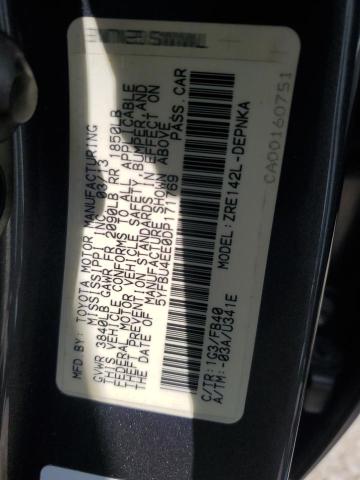 MFD. BY: TOYOTA MOTOR MANUFACTURING
MISSISSIPPI, INC. 03/13
GVWR 3840LB GAWR FR 2090LB RR 1850LB
THIS VEHICLE CONFORMS TO ALL APPLICABLE
FEDERAL MOTOR VEHICLE SAFETY, BUMPER, AND
THEFT PREVENTION STANDARDS IN EFFECT ON
THE DATE OF MANUFACTURE SHOWN ABOVE.
PASS. CAR
C/TR: 1G3/FB40
A/TM: -03A/U341E
MODEL: ZRE142L-DEPNKA
CA00160751